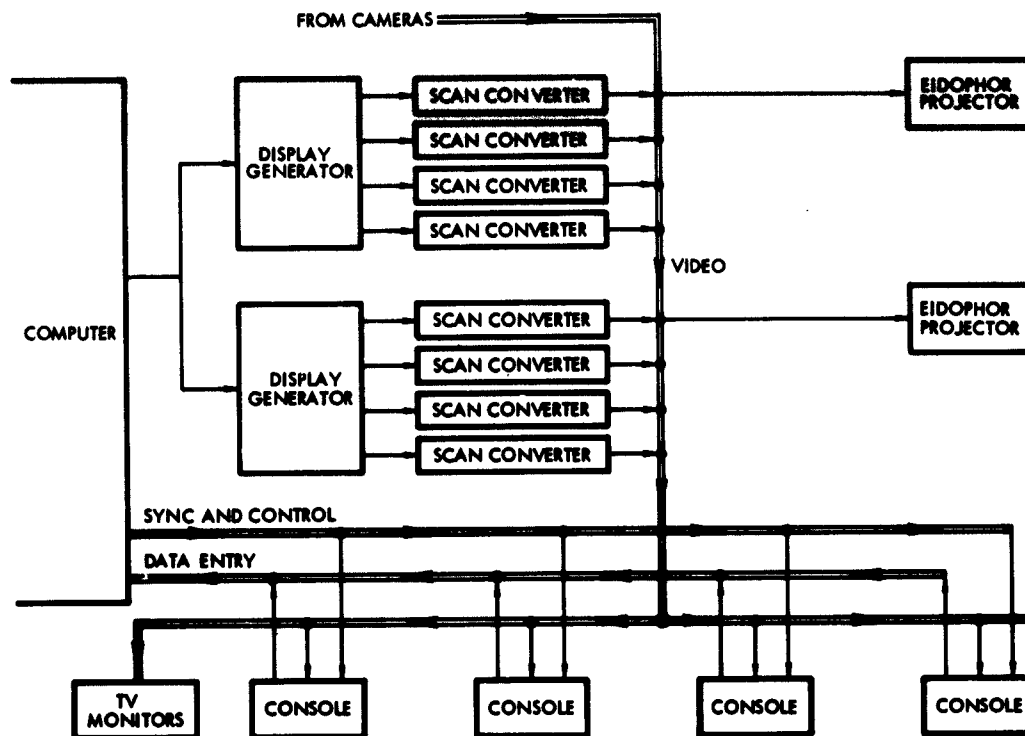 FROM CAMERAS
SCAN CONVERTER
EIDOPHOR
PROJECTOR
SCAN CONVERTER
DISPLAY
GENERATOR
SCAN CONVERTER
SCAN CONVERTER
VIDEO
SCAN CONVERTER
EIDOPHOR
PROJECTOR
COMPUTER
SCAN CONVERTER
DISPLAY
GENERATOR
SCAN CONVERTER
SCAN CONVERTER
SYNC AND CONTROL
DATA ENTRY
TV
MONITORS
CONSOLE
CONSOLE
CONSOLE
CONSOLE